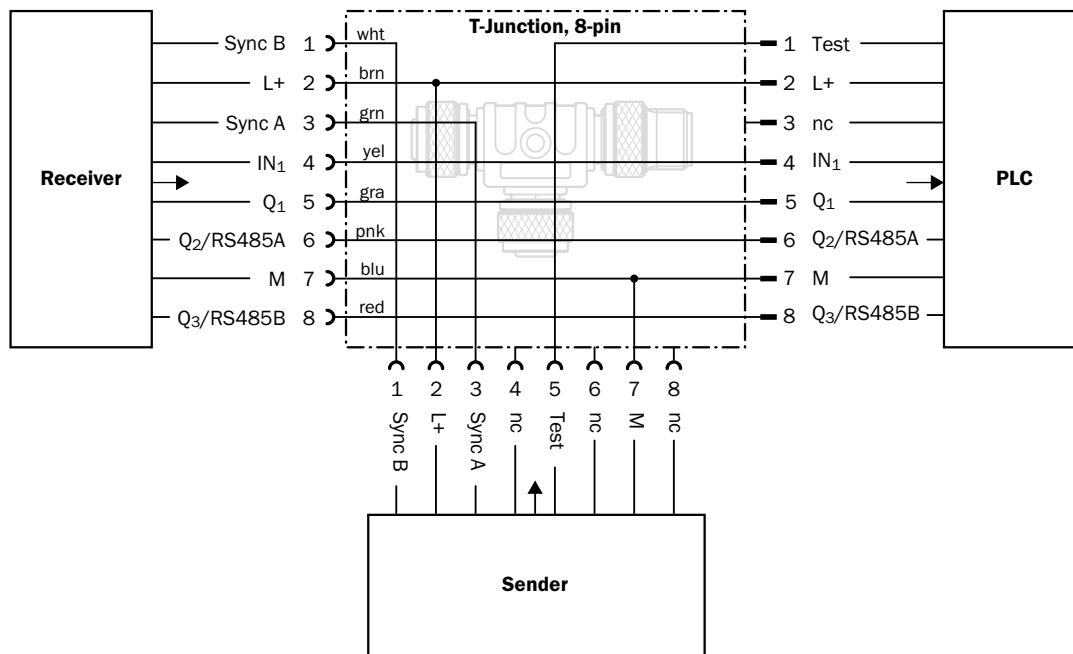 T-Junction, 8-pin
Sync B 1 wht 1 Test
L+ 2 brn 2 L+
Sync A 3 grn 3 nc
IN1 4 yel 4 IN1
Receiver PLC
Q1 5 gra 5 Q1
Q2/RS485A 6 pnk 6 Q2/RS485A
M 7 blu 7 M
Q3/RS485B 8 red 8 Q3/RS485B
1 2 3 4 5 6 7 8
Sync B L+ Sync A nc Test nc M nc
Sender